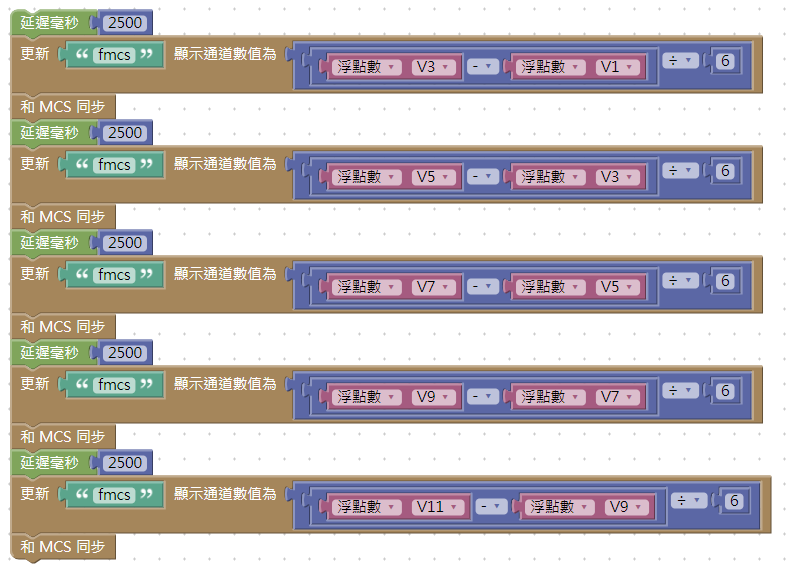 延遲毫秒 2500
更新 “ fmcs ” 顯示通道數值為 浮點數 V3 - 浮點數 V1 ÷ 6
和 MCS 同步
延遲毫秒 2500
更新 “ fmcs ” 顯示通道數值為 浮點數 V5 - 浮點數 V3 ÷ 6
和 MCS 同步
延遲毫秒 2500
更新 “ fmcs ” 顯示通道數值為 浮點數 V7 - 浮點數 V5 ÷ 6
和 MCS 同步
延遲毫秒 2500
更新 “ fmcs ” 顯示通道數值為 浮點數 V9 - 浮點數 V7 ÷ 6
和 MCS 同步
延遲毫秒 2500
更新 “ fmcs ” 顯示通道數值為 浮點數 V11 - 浮點數 V9 ÷ 6
和 MCS 同步